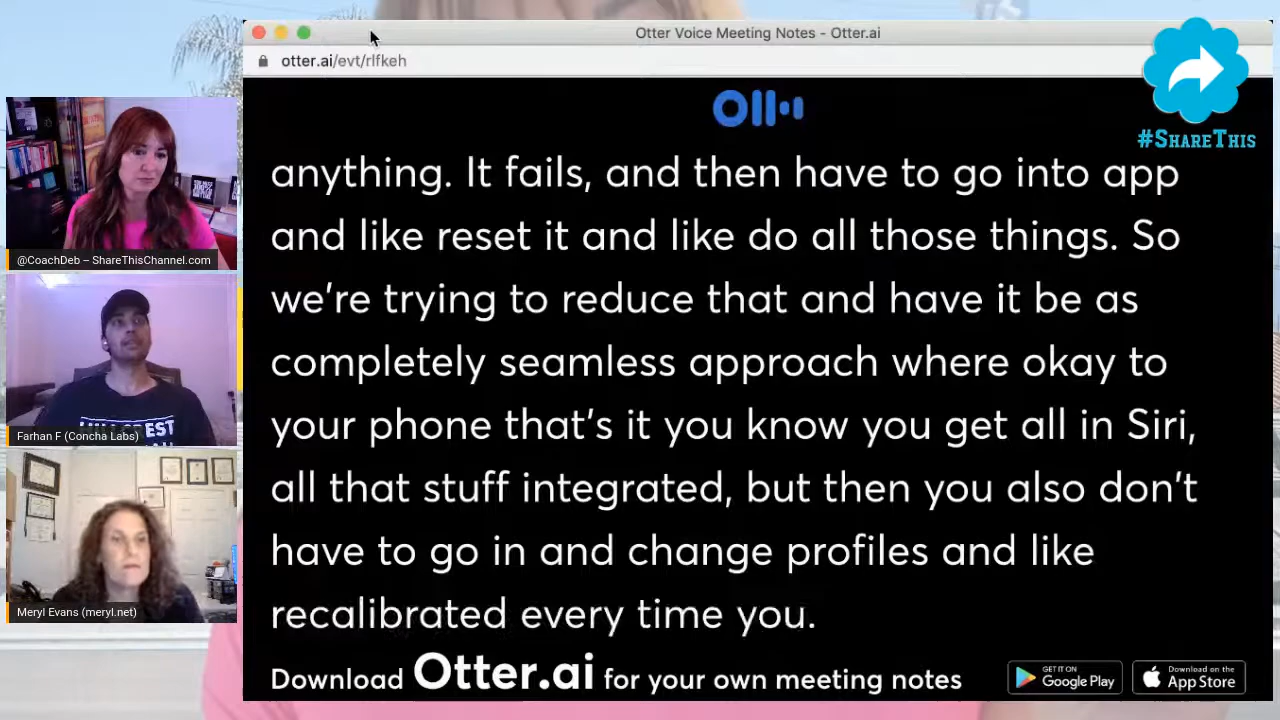 Otter Voice Meeting Notes - Otter.ai
otter.ai/evt/rlfkeh
#ShareThis
anything. It fails, and then have to go into app
and like reset it and like do all those things. So
we're trying to reduce that and have it be as
completely seamless approach where okay to
your phone that's it you know you get all in Siri,
all that stuff integrated, but then you also don't
have to go in and change profiles and like
recalibrated every time you.
Download Otter.ai for your own meeting notes
GET IT ON
Google Play
Download on the
App Store
@CoachDeb – ShareThisChannel.com
Farhan F (Concha Labs)
Meryl Evans (meryl.net)